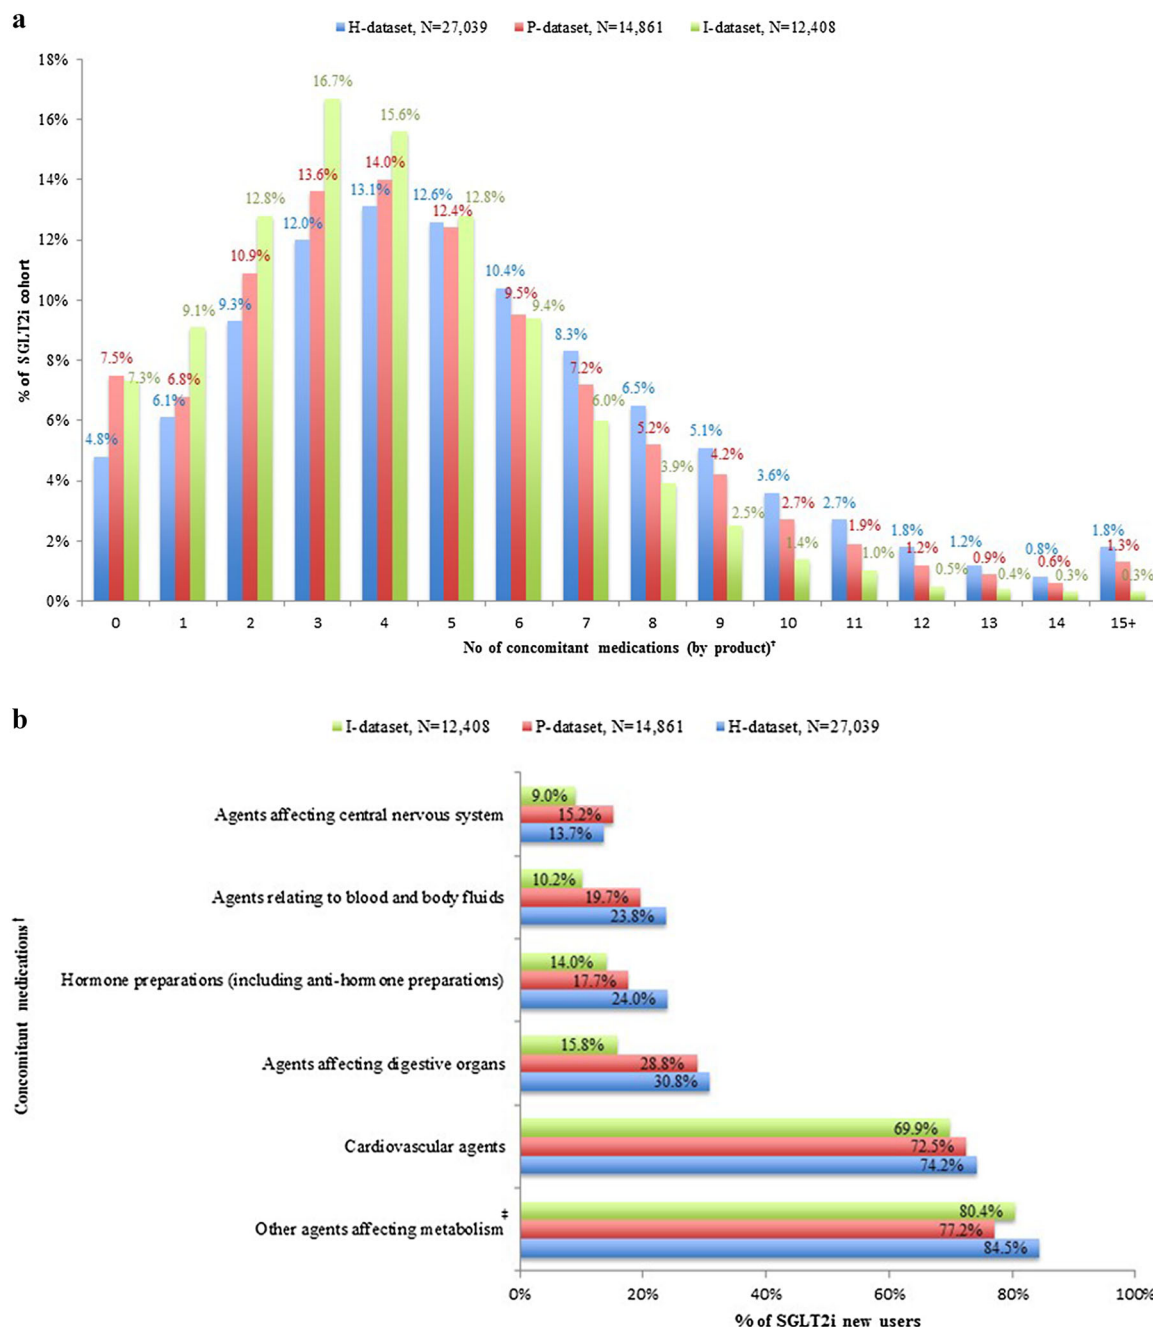 a
H-dataset, N=27,039 P-dataset, N=14,861 I-dataset, N=12,408
% of SGLT2i cohort
18%
16%
14%
12%
10%
8%
6%
4%
2%
0%
4.8% 7.5% 7.3%
6.1% 6.8% 9.1%
9.3% 10.9% 12.8%
12.0% 13.6% 16.7%
13.1% 14.0% 15.6%
12.6% 12.4% 12.8%
10.4% 9.5% 9.4%
8.3% 7.2% 6.0%
6.5% 5.2% 3.9%
5.1% 4.2% 2.5%
3.6% 2.7% 1.4%
2.7% 1.9% 1.0%
1.8% 1.2% 0.5%
1.2% 0.9% 0.4%
0.8% 0.6% 0.3%
1.8% 1.3% 0.3%
0 1 2 3 4 5 6 7 8 9 10 11 12 13 14 15+
No of concomitant medications (by product)†
b
I-dataset, N=12,408 P-dataset, N=14,861 H-dataset, N=27,039
Concomitant medications†
Agents affecting central nervous system
9.0%
15.2%
13.7%
Agents relating to blood and body fluids
10.2%
19.7%
23.8%
Hormone preparations (including anti-hormone preparations)
14.0%
17.7%
24.0%
Agents affecting digestive organs
15.8%
28.8%
30.8%
Cardiovascular agents
69.9%
72.5%
74.2%
Other agents affecting metabolism‡
80.4%
77.2%
84.5%
0% 20% 40% 60% 80% 100%
% of SGLT2i new users